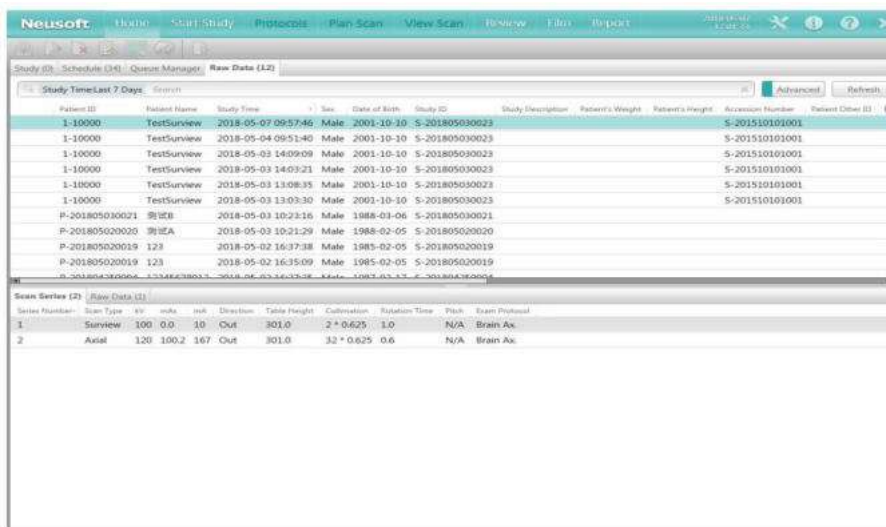 Neusoft Home Start Study Protocols Plan Scan View Scan Review Film Report
Study (0) Schedule (34) Queue Manager Raw Data (12)
Study Time:Last 7 Days Search Advanced Refresh
Patient ID Patient Name Study Time Sex Date of Birth Study ID Study Description Patient's Weight Patient's Height Accession Number Patient Other ID
1-10000 TestSurview 2018-05-07 09:57:46 Male 2001-10-10 S-201805030023 S-201510101001
1-10000 TestSurview 2018-05-04 09:51:40 Male 2001-10-10 S-201805030023 S-201510101001
1-10000 TestSurview 2018-05-03 14:09:09 Male 2001-10-10 S-201805030023 S-201510101001
1-10000 TestSurview 2018-05-03 14:03:21 Male 2001-10-10 S-201805030023 S-201510101001
1-10000 TestSurview 2018-05-03 13:08:35 Male 2001-10-10 S-201805030023 S-201510101001
1-10000 TestSurview 2018-05-03 13:03:30 Male 2001-10-10 S-201805030023 S-201510101001
P-201805030021 测试B 2018-05-03 10:23:16 Male 1988-03-06 S-201805030021
P-201805020020 测试A 2018-05-03 10:21:29 Male 1988-02-05 S-201805020020
P-201805020019 123 2018-05-02 16:37:38 Male 1985-02-05 S-201805020019
P-201805020019 123 2018-05-02 16:35:09 Male 1985-02-05 S-201805020019
Scan Series (2) Raw Data (2)
Series Number Scan Type kV mAs mA Direction Table Height Collimation Rotation Time Pitch Exam Protocol
1 Surview 100 0.0 10 Out 301.0 2 * 0.625 1.0 N/A Brain Ax.
2 Axial 120 100.2 167 Out 301.0 32 * 0.625 0.6 N/A Brain Ax.